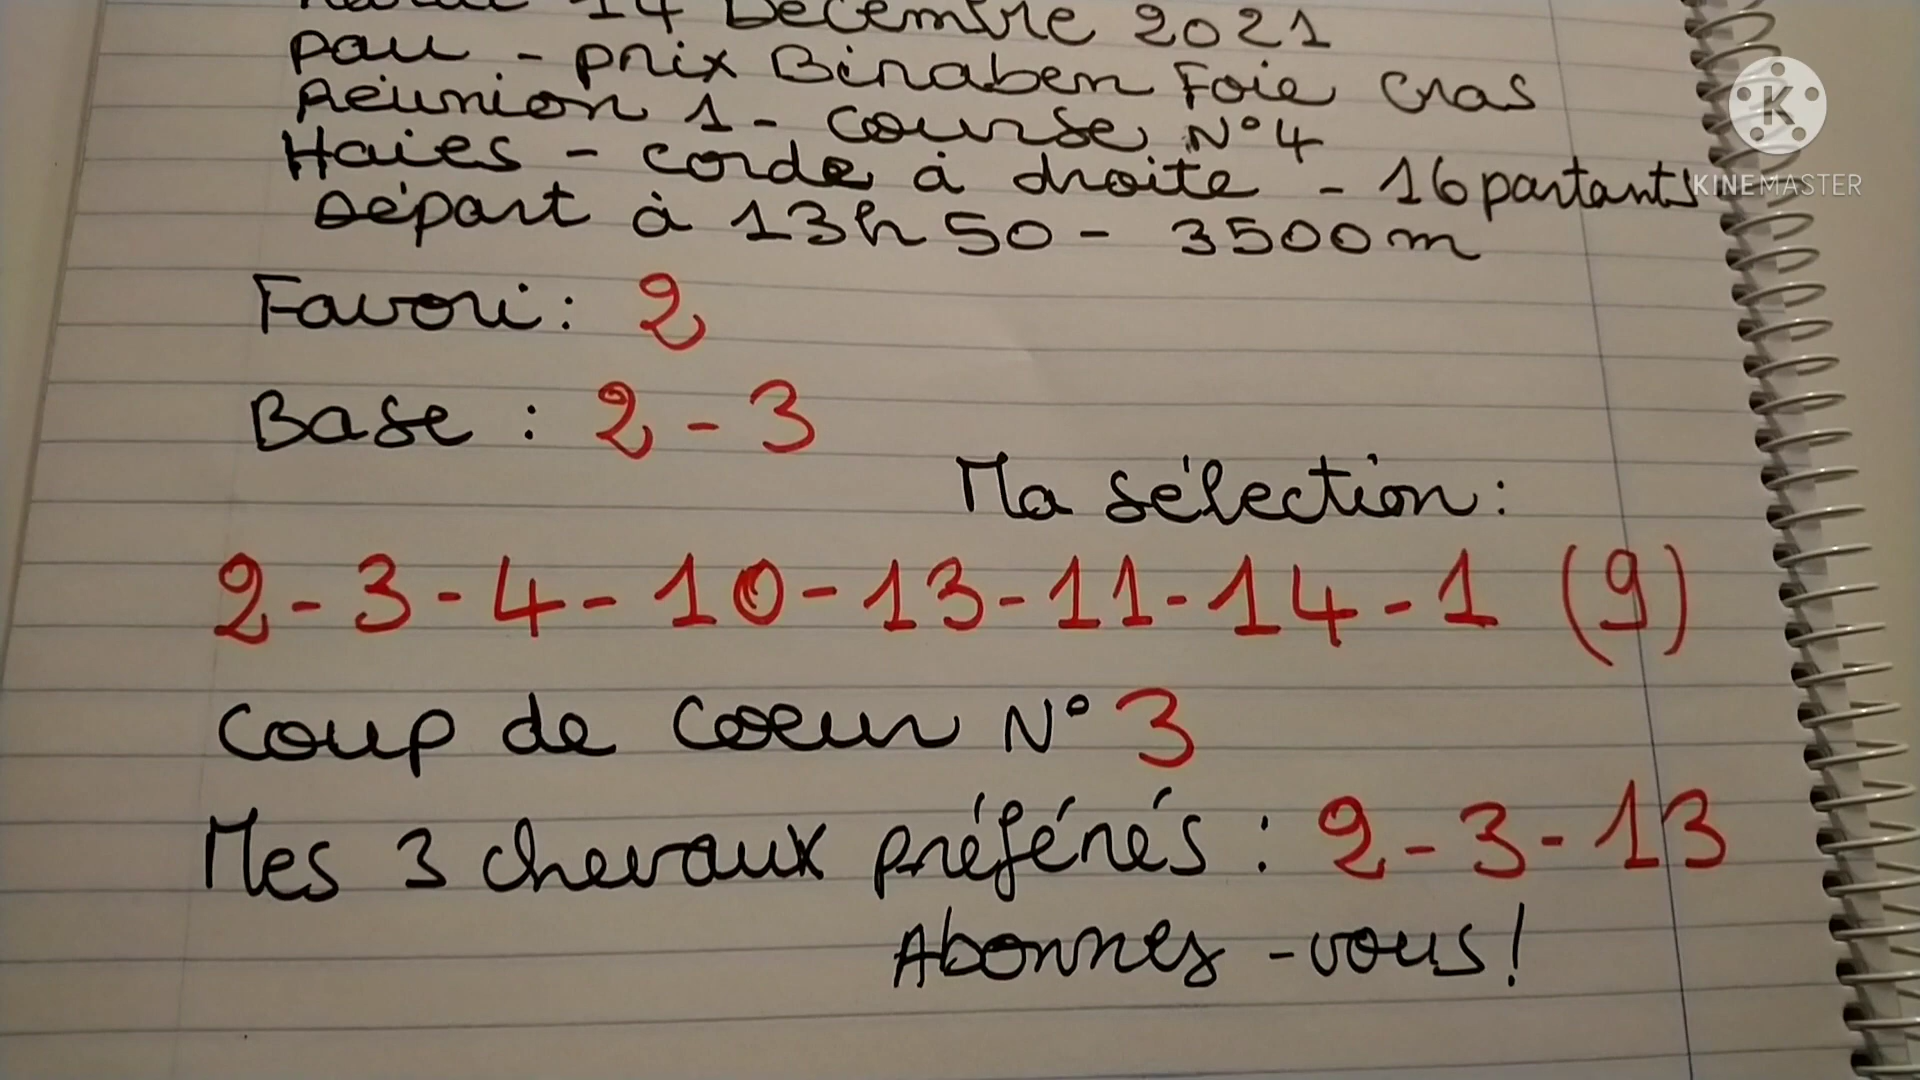 14 Décembre 2021
Pau - prix Binaben Foie Gras
Réunion 1 - course N°4
Haies - corde à droite - 16 partants
Départ à 13h50 - 3500m
Favori : 2
Base : 2 - 3
Ma sélection :
2 - 3 - 4 - 10 - 13 - 11 - 14 - 1 (9)
Coup de coeur N° 3
Mes 3 chevaux préférés : 2 - 3 - 13
Abonnez-vous !
K
KINEMASTER